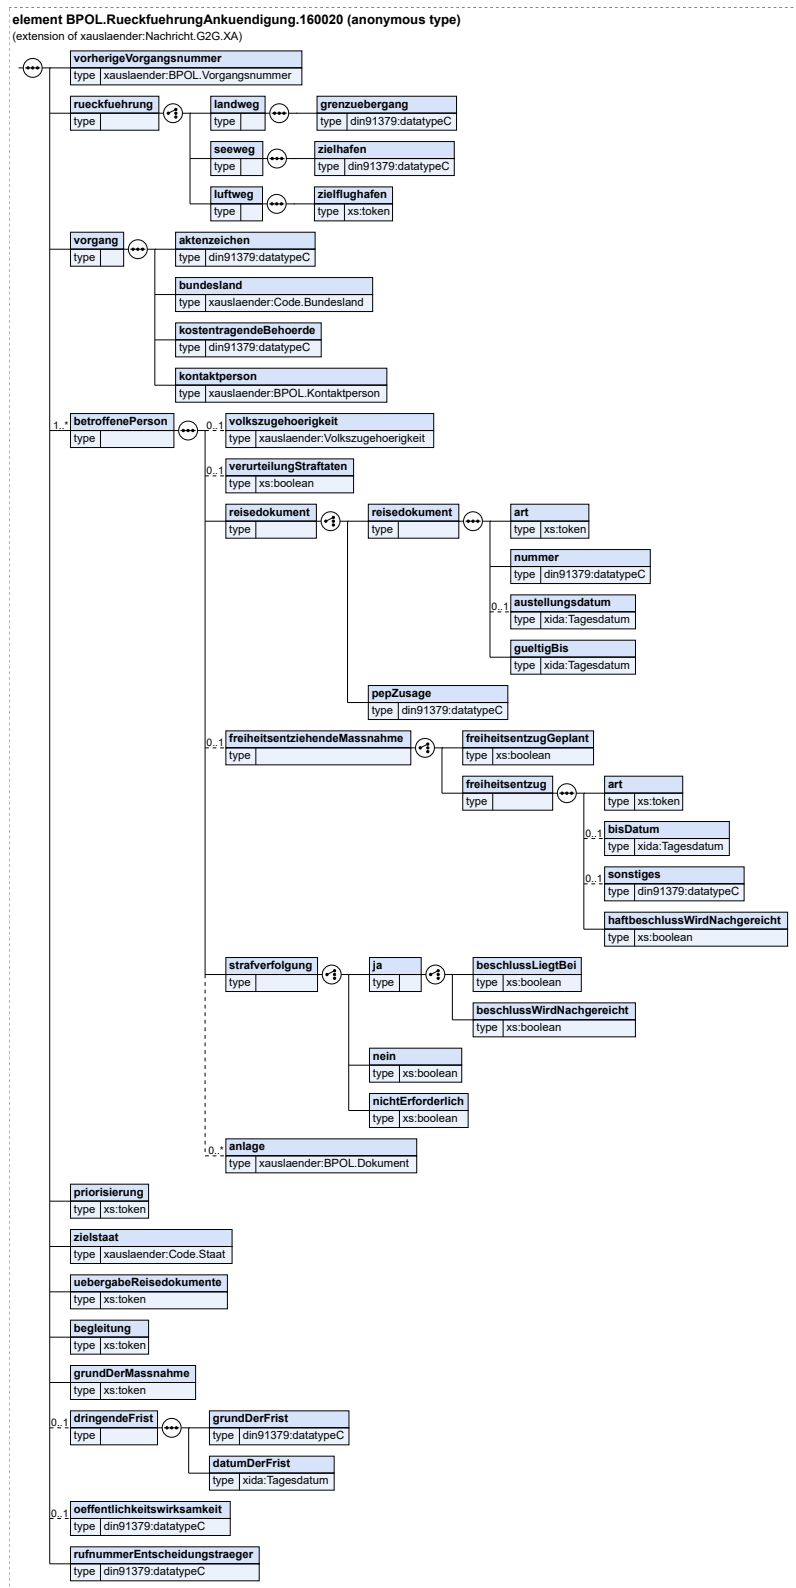 element BPOL.RueckfuehrungAnkuendigung.160020 (anonymous type)
(extension of xauslaender:Nachricht.G2G.XA)
vorherigeVorgangsnummer
type xauslaender:BPOL.Vorgangsnummer
rueckfuehrung
type
landweg
type
grenzuebergang
type din91379:datatypeC
seeweg
type
zielhafen
type din91379:datatypeC
luftweg
type
zielflughafen
type xs:token
vorgang
type
aktenzeichen
type din91379:datatypeC
bundesland
type xauslaender:Code.Bundesland
kostentragendeBehoerde
type din91379:datatypeC
kontaktperson
type xauslaender:BPOL.Kontaktperson
1..*
betroffenePerson
type
0..1
volkszugehoerigkeit
type xauslaender:Volkszugehoerigkeit
0..1
verurteilungStraftaten
type xs:boolean
reisedokument
type
reisedokument
type
art
type xs:token
nummer
type din91379:datatypeC
0..1
austellungsdatum
type xida:Tagesdatum
gueltigBis
type xida:Tagesdatum
pepZusage
type din91379:datatypeC
0..1
freiheitsentziehendeMassnahme
type
freiheitsentzugGeplant
type xs:boolean
freiheitsentzug
type
art
type xs:token
0..1
bisDatum
type xida:Tagesdatum
0..1
sonstiges
type din91379:datatypeC
haftbeschlussWirdNachgereicht
type xs:boolean
strafverfolgung
type
ja
type
beschlussLiegtBei
type xs:boolean
beschlussWirdNachgereicht
type xs:boolean
nein
type xs:boolean
nichtErforderlich
type xs:boolean
0..*
anlage
type xauslaender:BPOL.Dokument
priorisierung
type xs:token
zielstaat
type xauslaender:Code.Staat
uebergabeReisedokumente
type xs:token
begleitung
type xs:token
grundDerMassnahme
type xs:token
0..1
dringendeFrist
type
grundDerFrist
type din91379:datatypeC
datumDerFrist
type xida:Tagesdatum
0..1
oeffentlichkeitswirksamkeit
type din91379:datatypeC
rufnummerEntscheidungstraeger
type din91379:datatypeC